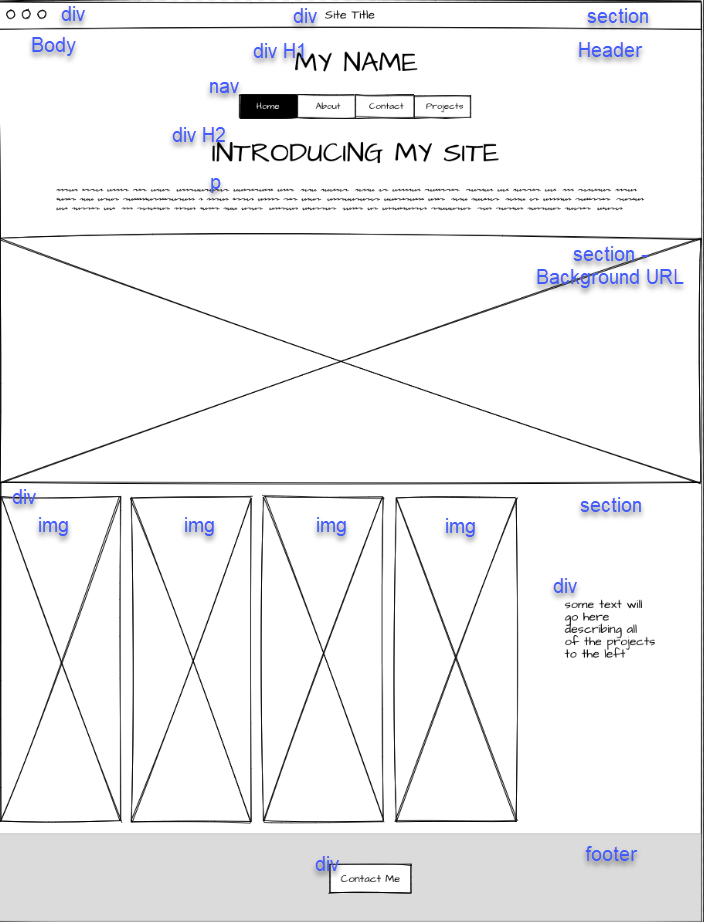 div
div
Site Title
section
Body
div H1
MY NAME
Header
nav
Home
About
Contact
Projects
div H2
INTRODUCING MY SITE
p
section -
Background URL
div
img
img
img
img
section
div
some text will
go here
describing all
of the projects
to the left
footer
div
Contact Me